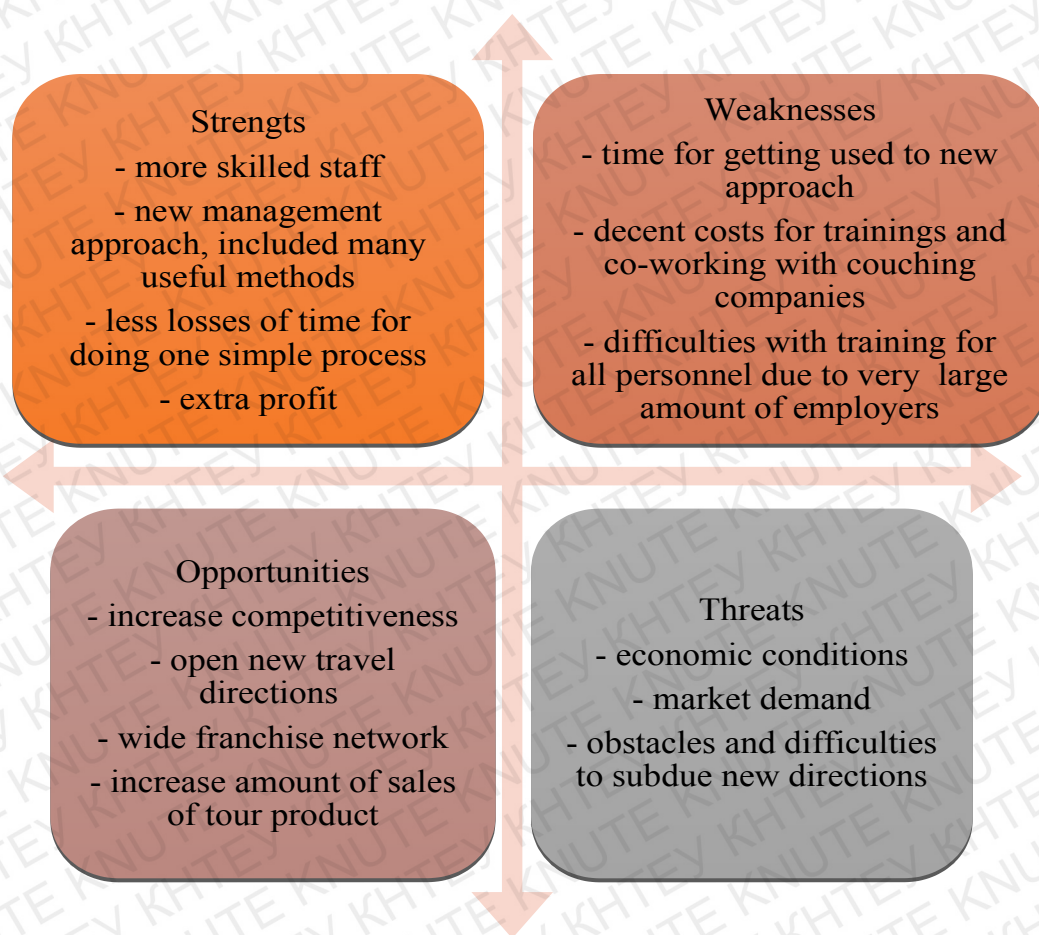 Strengts
- more skilled staff
- new management
approach, included many
useful methods
- less losses of time for
doing one simple process
- extra profit
Weaknesses
- time for getting used to new
approach
- decent costs for trainings and
co-working with couching
companies
- difficulties with training for
all personnel due to very large
amount of employers
Opportunities
- increase competitiveness
- open new travel
directions
- wide franchise network
- increase amount of sales
of tour product
Threats
- economic conditions
- market demand
- obstacles and difficulties
to subdue new directions